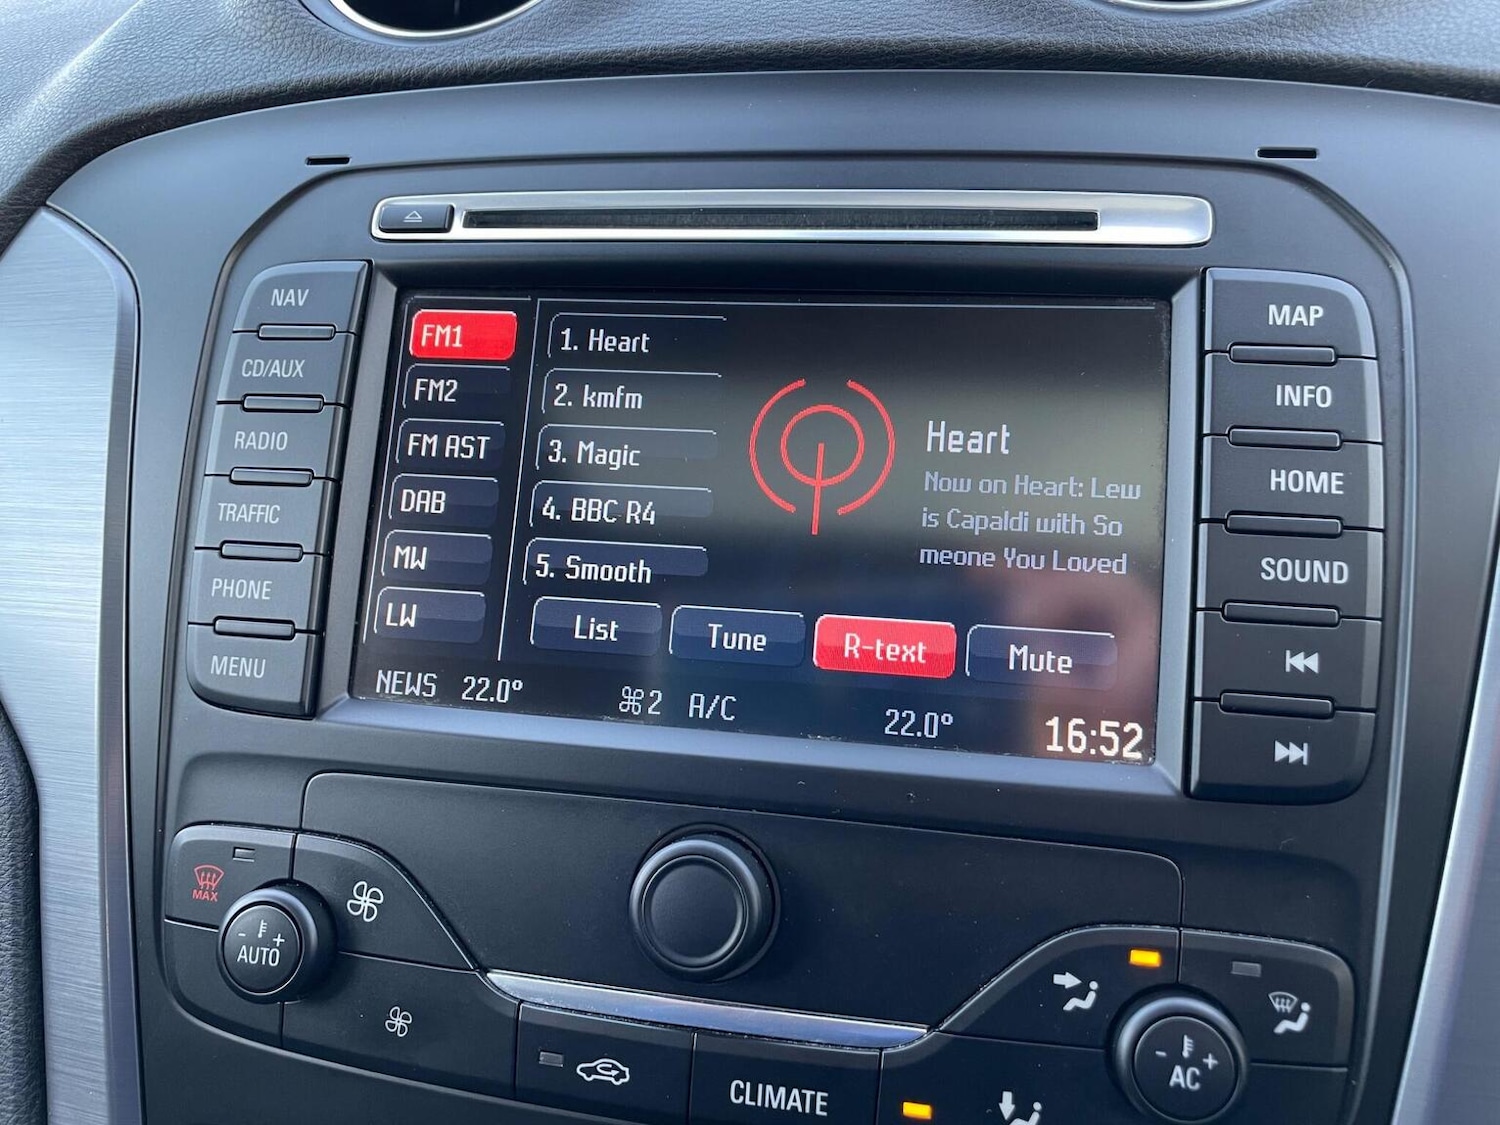 NAV
CD/AUX
RADIO
TRAFFIC
PHONE
MENU
FM1
FM2
FM AST
DAB
MW
LW
1. Heart
2. kmfm
3. Magic
4. BBC R4
5. Smooth
Heart
Now on Heart: Lew
is Capaldi with So
meone You Loved
List
Tune
R-text
Mute
NEWS 22.0° ⌘2 A/C 22.0° 16:52
MAP
INFO
HOME
SOUND
MAX
- +
AUTO
CLIMATE
- +
AC